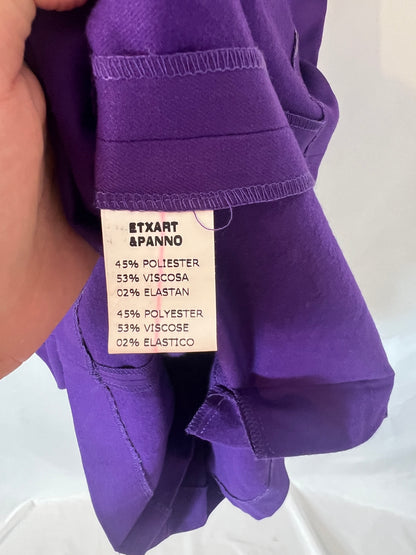 ETXART
&PANNO
45% POLIESTER
53% VISCOSA
02% ELASTAN
45% POLYESTER
53% VISCOSE
02% ELASTICO